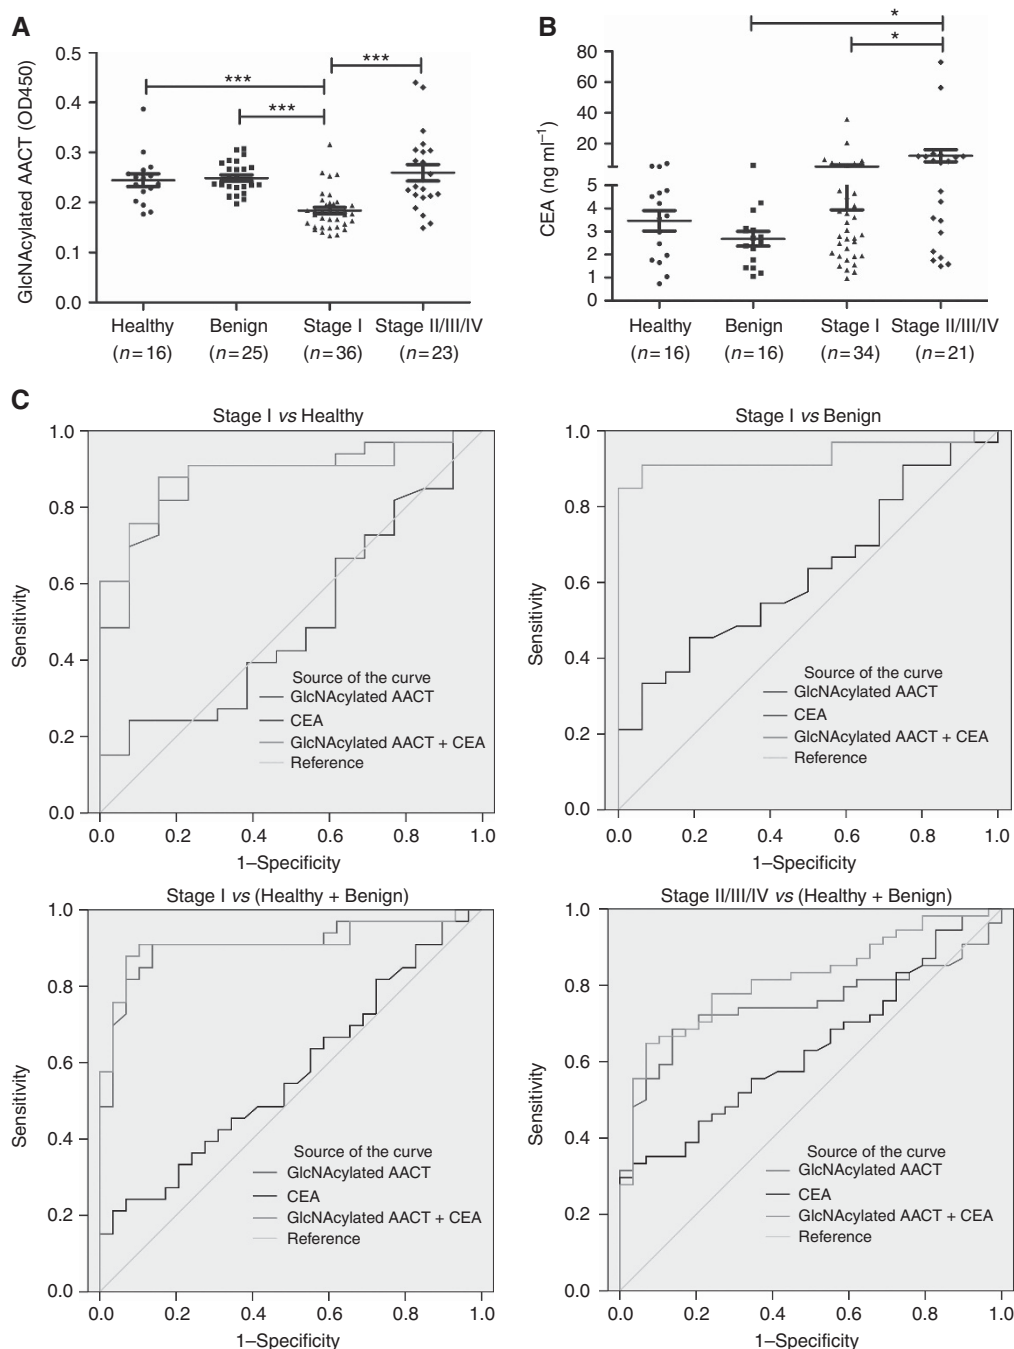 A
GlcNAcylated AACT (OD450)
0.5
0.4
0.3
0.2
0.1
0.0
***
***
***
Healthy
(n=16)
Benign
(n=25)
Stage I
(n=36)
Stage II/III/IV
(n=23)
B
CEA (ng ml−1)
80
60
40
20
5
4
3
2
1
0
*
*
Healthy
(n=16)
Benign
(n=16)
Stage I
(n=34)
Stage II/III/IV
(n=21)
C
Stage I vs Healthy
Sensitivity
1.0
0.8
0.6
0.4
0.2
0.0
Source of the curve
GlcNAcylated AACT
CEA
GlcNAcylated AACT + CEA
Reference
0.0 0.2 0.4 0.6 0.8 1.0
1–Specificity
Stage I vs Benign
Sensitivity
1.0
0.8
0.6
0.4
0.2
0.0
Source of the curve
GlcNAcylated AACT
CEA
GlcNAcylated AACT + CEA
Reference
0.0 0.2 0.4 0.6 0.8 1.0
1–Specificity
Stage I vs (Healthy + Benign)
Sensitivity
1.0
0.8
0.6
0.4
0.2
0.0
Source of the curve
GlcNAcylated AACT
CEA
GlcNAcylated AACT + CEA
Reference
0.0 0.2 0.4 0.6 0.8 1.0
1–Specificity
Stage II/III/IV vs (Healthy + Benign)
Sensitivity
1.0
0.8
0.6
0.4
0.2
0.0
Source of the curve
GlcNAcylated AACT
CEA
GlcNAcylated AACT + CEA
Reference
0.0 0.2 0.4 0.6 0.8 1.0
1–Specificity